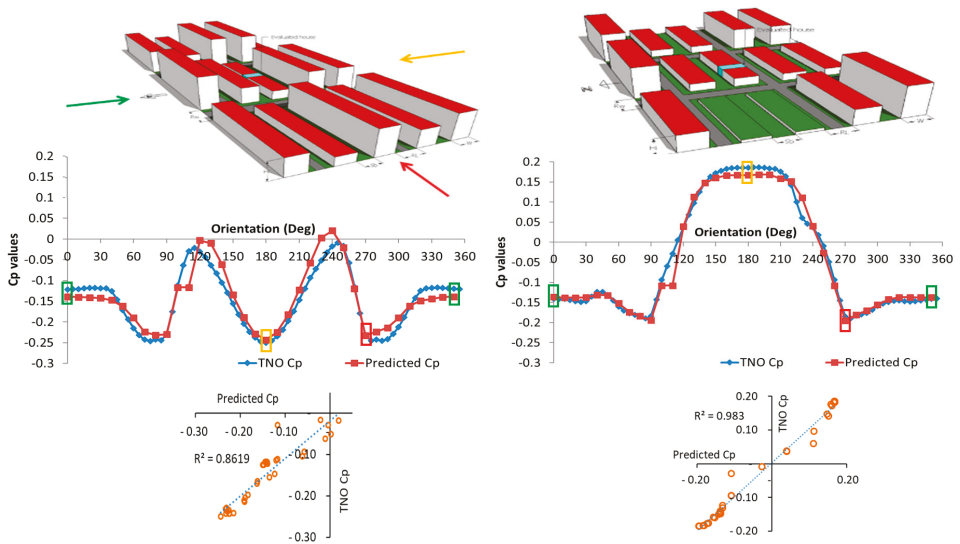 Evaluated house
Evaluated house
N
Rw
H
Sb
RL
W
0.2
0.15
0.1
0.05
0
-0.05
-0.1
-0.15
-0.2
-0.25
-0.3
Cp values
Orientation (Deg)
0 30 60 90 120 150 180 210 240 270 300 330 360
TNO Cp Predicted Cp
0.2
0.15
0.1
0.05
0
-0.05
-0.1
-0.15
-0.2
-0.25
-0.3
Cp values
Orientation (Deg)
0 30 60 90 120 150 180 210 240 270 300 330 360
TNO Cp Predicted Cp
Predicted Cp
- 0.30 - 0.20 - 0.10
R² = 0.8619
- 0.10
- 0.20
- 0.30
TNO Cp
0.20
R² = 0.983
0.10
TNO Cp
Predicted Cp
- 0.20 0.00 0.20
0.10
- 0.20